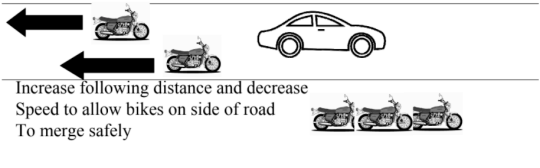 Increase following distance and decrease
Speed to allow bikes on side of road
To merge safely